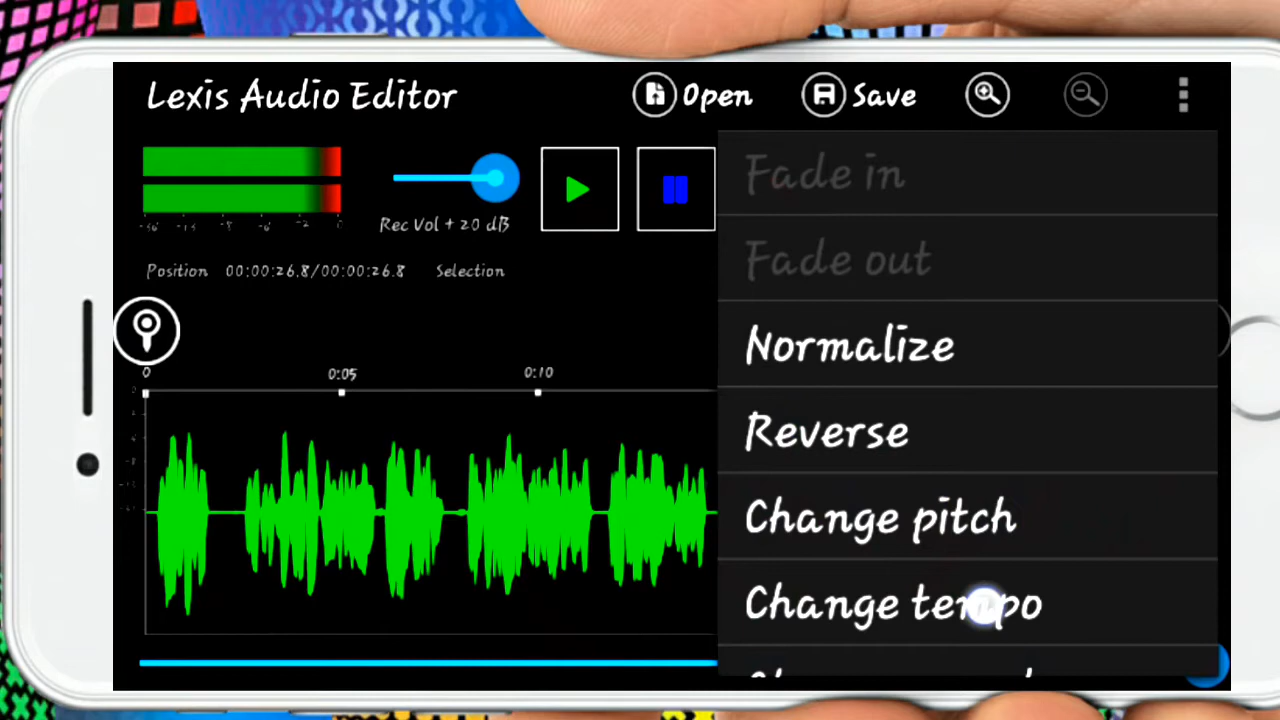 Lexis Audio Editor
Open
Save
Rec Vol + 20 dB
Position 00:00:26.8/00:00:26.8 Selection
0 0:05 0:10
Fade in
Fade out
Normalize
Reverse
Change pitch
Change tempo